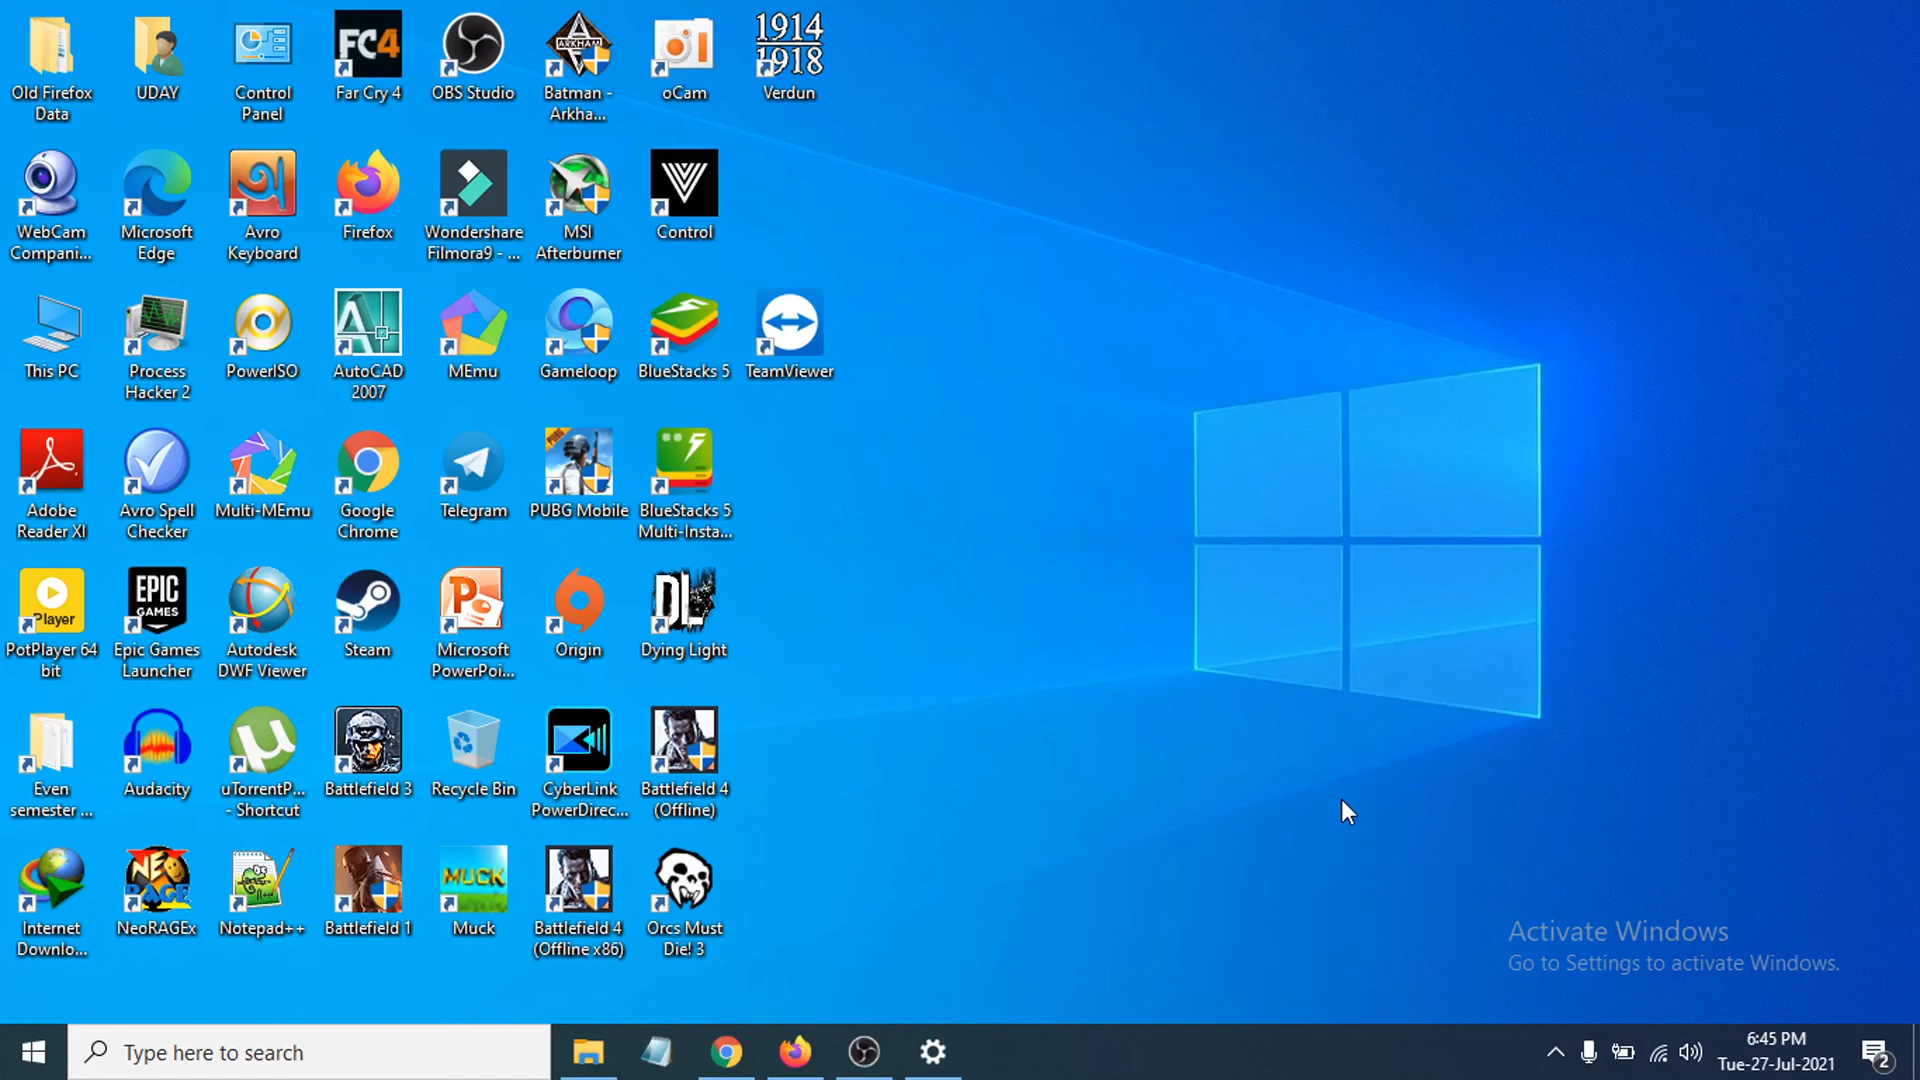 Old Firefox
Data
UDAY
Control
Panel
FC4
Far Cry 4
OBS Studio
ARKHAM
Batman -
Arkha...
oCam
1914
1918
Verdun
WebCam
Compani...
Microsoft
Edge
Avro
Keyboard
Firefox
Wondershare
Filmora9 - ...
MSI
Afterburner
Control
This PC
Process
Hacker 2
PowerISO
AutoCAD
2007
MEmu
Gameloop
BlueStacks 5
TeamViewer
Adobe
Reader XI
Avro Spell
Checker
Multi-MEmu
Google
Chrome
Telegram
PUBG
PUBG Mobile
BlueStacks 5
Multi-Insta...
Player
PotPlayer 64
bit
EPIC
GAMES
Epic Games
Launcher
Autodesk
DWF Viewer
Steam
P
Microsoft
PowerPoi...
Origin
DL
Dying Light
Even
semester ...
Audacity
µ
uTorrentP...
- Shortcut
Battlefield 3
Recycle Bin
CyberLink
PowerDirec...
Battlefield 4
(Offline)
Internet
Downlo...
NEO
RAGE
NeoRAGEx
Notepad++
Battlefield 1
MUCK
Muck
Battlefield 4
(Offline x86)
Orcs Must
Die! 3
Activate Windows
Go to Settings to activate Windows.
Type here to search
6:45 PM
Tue-27-Jul-2021
2